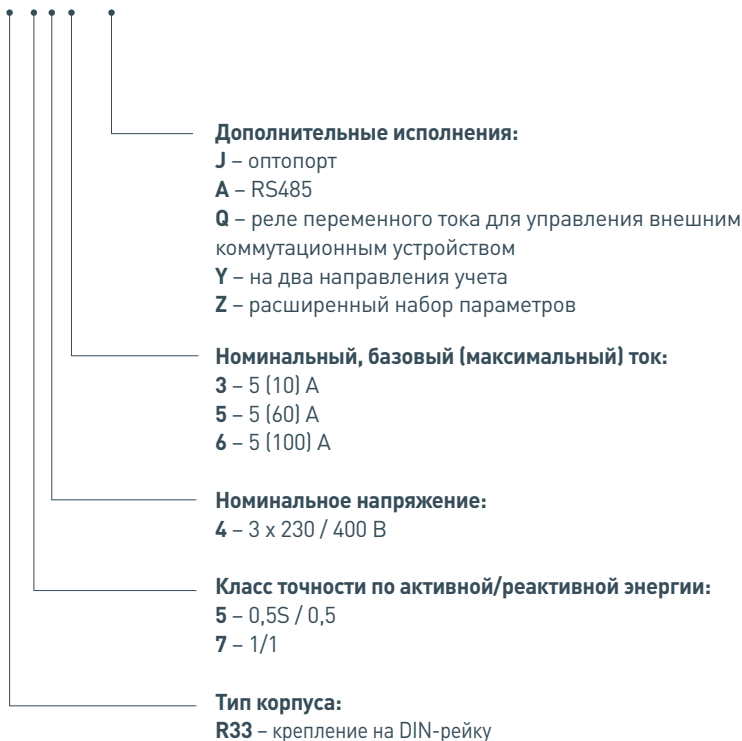 Дополнительные исполнения:
J – оптопорт
A – RS485
Q – реле переменного тока для управления внешним
коммутационным устройством
Y – на два направления учета
Z – расширенный набор параметров
Номинальный, базовый (максимальный) ток:
3 – 5 (10) А
5 – 5 (60) А
6 – 5 (100) А
Номинальное напряжение:
4 – 3 x 230 / 400 В
Класс точности по активной/реактивной энергии:
5 – 0,5S / 0,5
7 – 1/1
Тип корпуса:
R33 – крепление на DIN-рейку